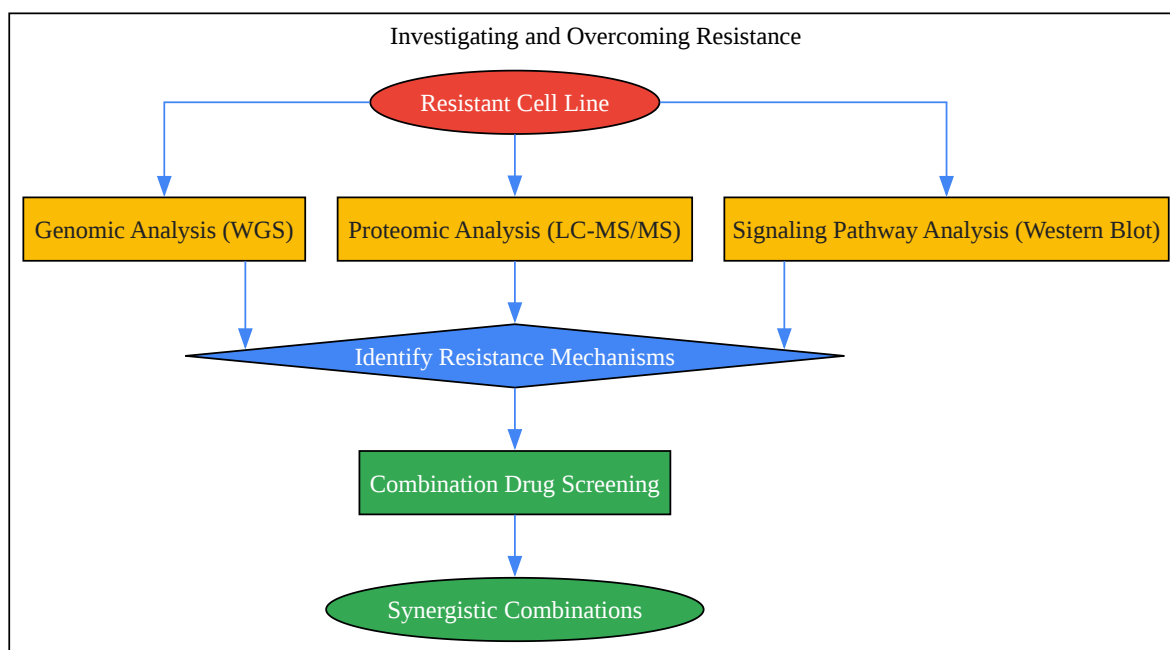 Investigating and Overcoming Resistance
Resistant Cell Line
Genomic Analysis (WGS)
Proteomic Analysis (LC-MS/MS)
Signaling Pathway Analysis (Western Blot)
Identify Resistance Mechanisms
Combination Drug Screening
Synergistic Combinations